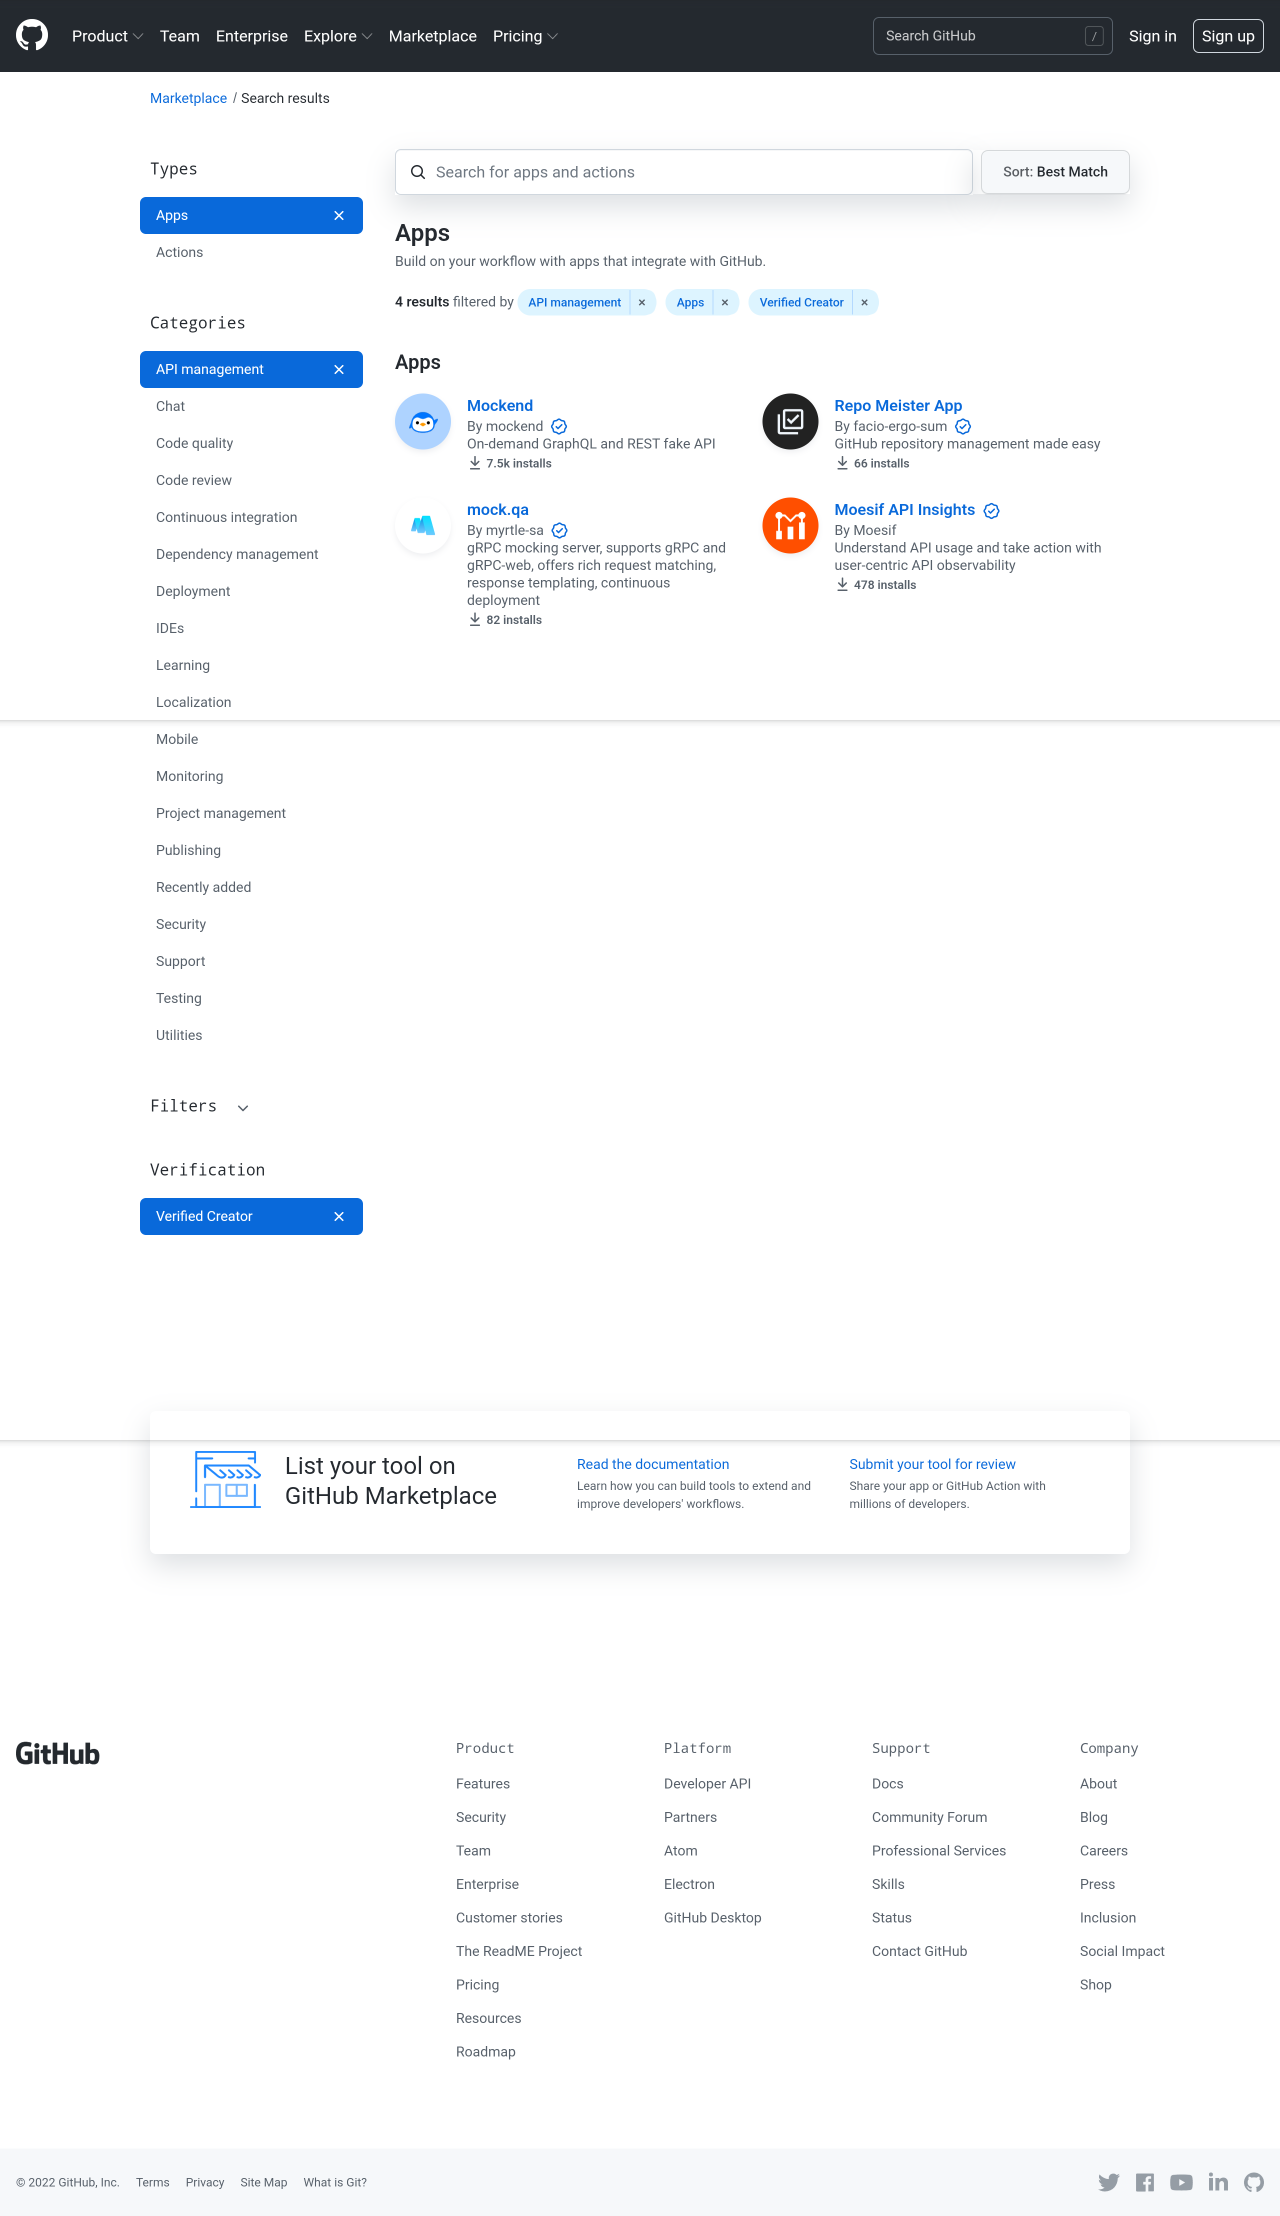 Product Team Enterprise Explore Marketplace Pricing Search GitHub / Sign in Sign up
Marketplace / Search results
Types
Apps
Actions
Categories
API management
Chat
Code quality
Code review
Continuous integration
Dependency management
Deployment
IDEs
Learning
Localization
Mobile
Monitoring
Project management
Publishing
Recently added
Security
Support
Testing
Utilities
Filters
Verification
Verified Creator
Search for apps and actions
Sort: Best Match
Apps
Build on your workflow with apps that integrate with GitHub.
4 results filtered by API management × Apps × Verified Creator ×
Apps
Mockend
By mockend
On-demand GraphQL and REST fake API
7.5k installs
Repo Meister App
By facio-ergo-sum
GitHub repository management made easy
66 installs
mock.qa
By myrtle-sa
gRPC mocking server, supports gRPC and
gRPC-web, offers rich request matching,
response templating, continuous
deployment
82 installs
Moesif API Insights
By Moesif
Understand API usage and take action with
user-centric API observability
478 installs
List your tool on
GitHub Marketplace
Read the documentation
Learn how you can build tools to extend and
improve developers' workflows.
Submit your tool for review
Share your app or GitHub Action with
millions of developers.
GitHub
Product
Features
Security
Team
Enterprise
Customer stories
The ReadME Project
Pricing
Resources
Roadmap
Platform
Developer API
Partners
Atom
Electron
GitHub Desktop
Support
Docs
Community Forum
Professional Services
Skills
Status
Contact GitHub
Company
About
Blog
Careers
Press
Inclusion
Social Impact
Shop
© 2022 GitHub, Inc. Terms Privacy Site Map What is Git?